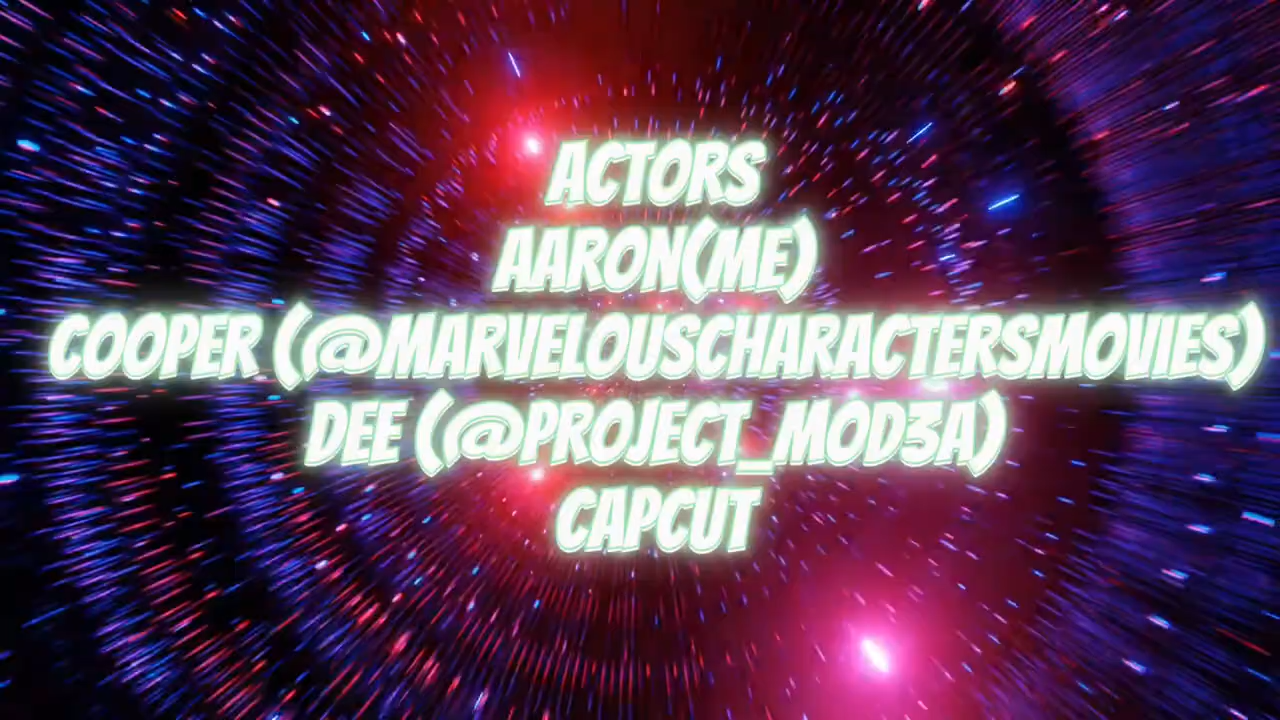 ACTORS
AARON(ME)
COOPER (@MARVELOUSCHARACTERSMOVIES)
DEE (@PROJECT_MOD3A)
CAPCUT